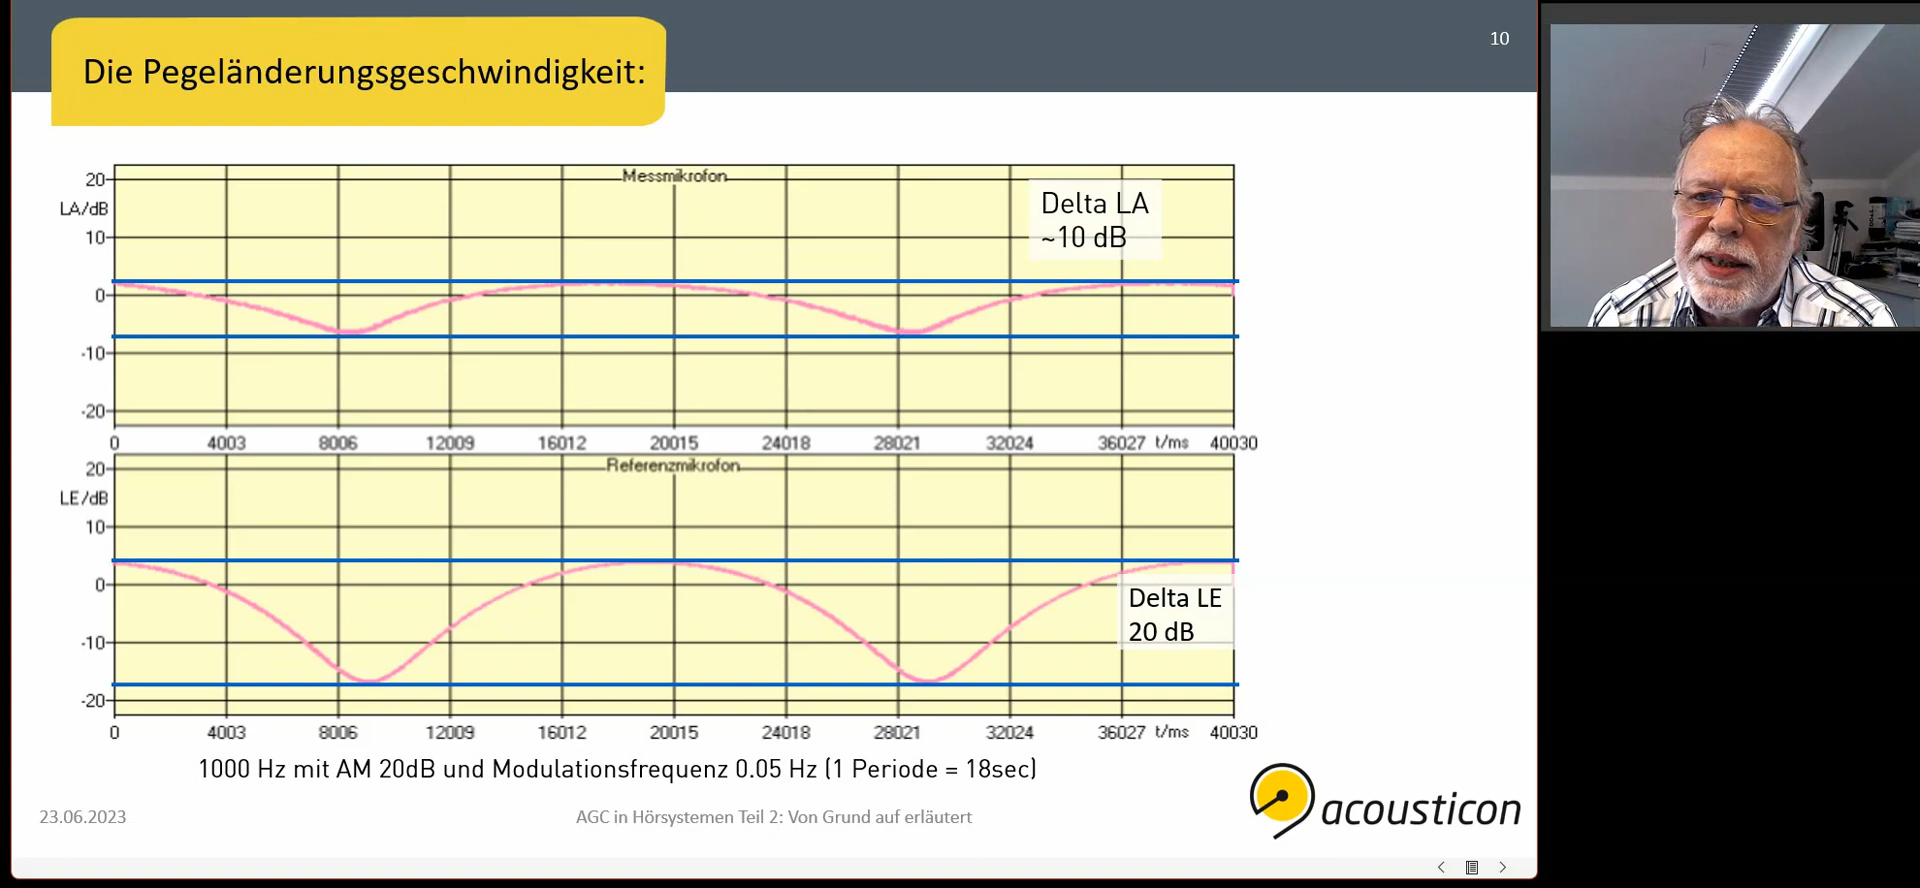 Die Pegeländerungsgeschwindigkeit:
10
Messmikrofon
20
LA/dB
10
0
-10
-20
Delta LA
~10 dB
0 4003 8006 12009 16012 20015 24018 28021 32024 36027 t/ms 40030
Referenzmikrofon
20
LE/dB
10
0
-10
-20
Delta LE
20 dB
0 4003 8006 12009 16012 20015 24018 28021 32024 36027 t/ms 40030
1000 Hz mit AM 20dB und Modulationsfrequenz 0.05 Hz (1 Periode = 18sec)
23.06.2023
AGC in Hörsystemen Teil 2: Von Grund auf erläutert
acousticon